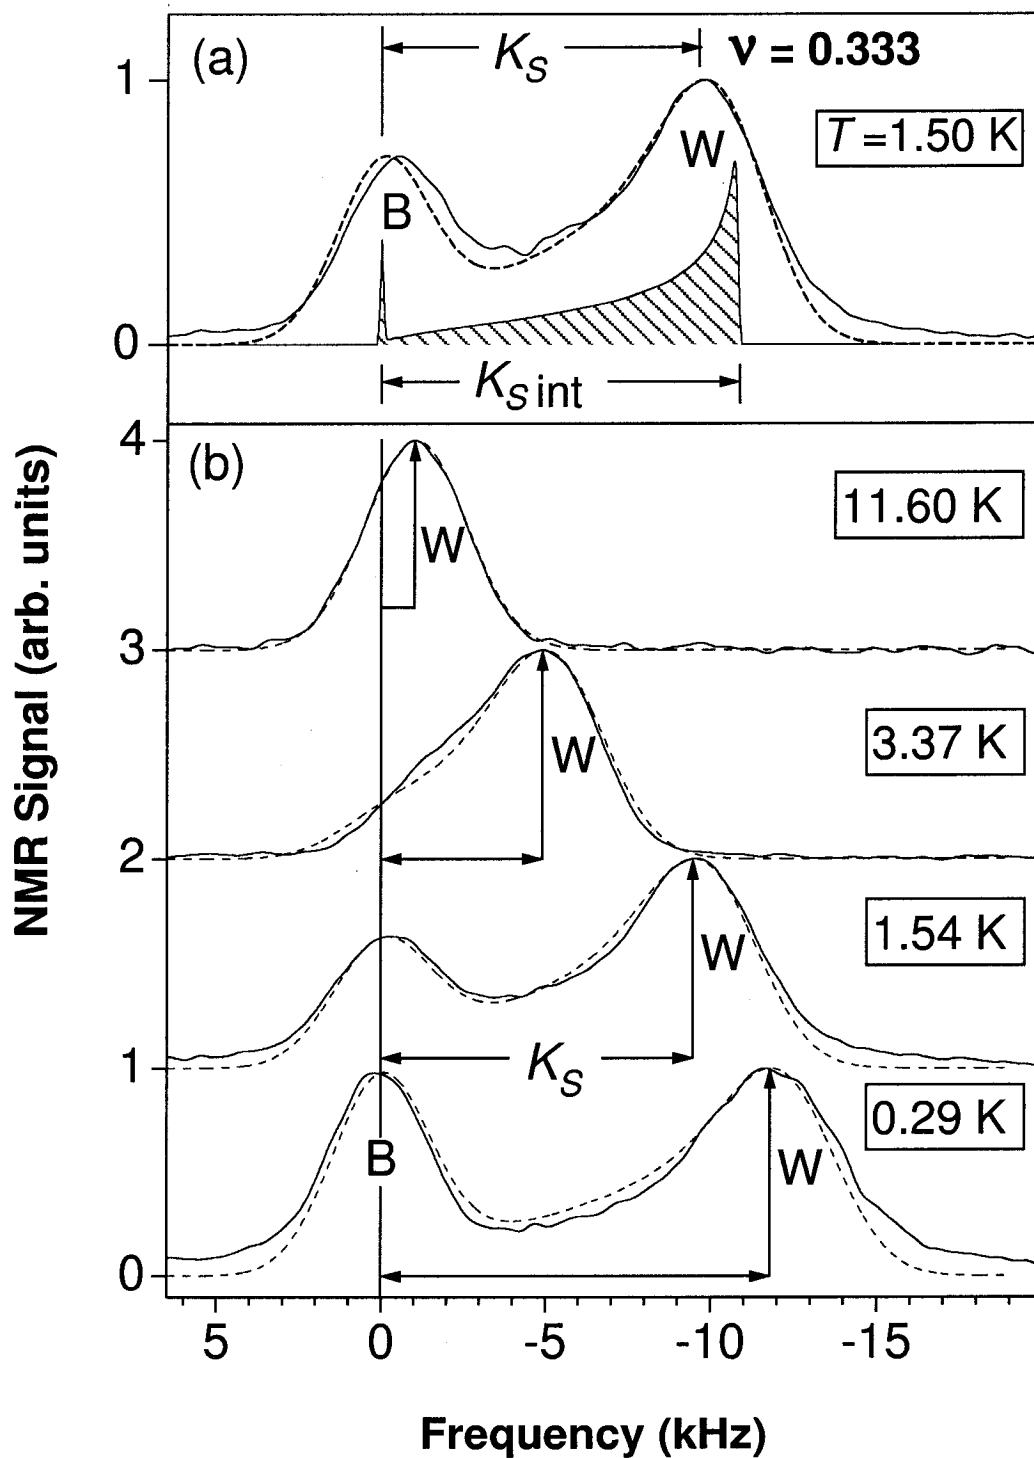 (a)
K_S
ν = 0.333
1
T = 1.50 K
W
B
0
K_S int
4
(b)
11.60 K
W
3
3.37 K
W
2
1.54 K
W
1
K_S
0.29 K
B
W
0
5 0 -5 -10 -15
NMR Signal (arb. units)
Frequency (kHz)